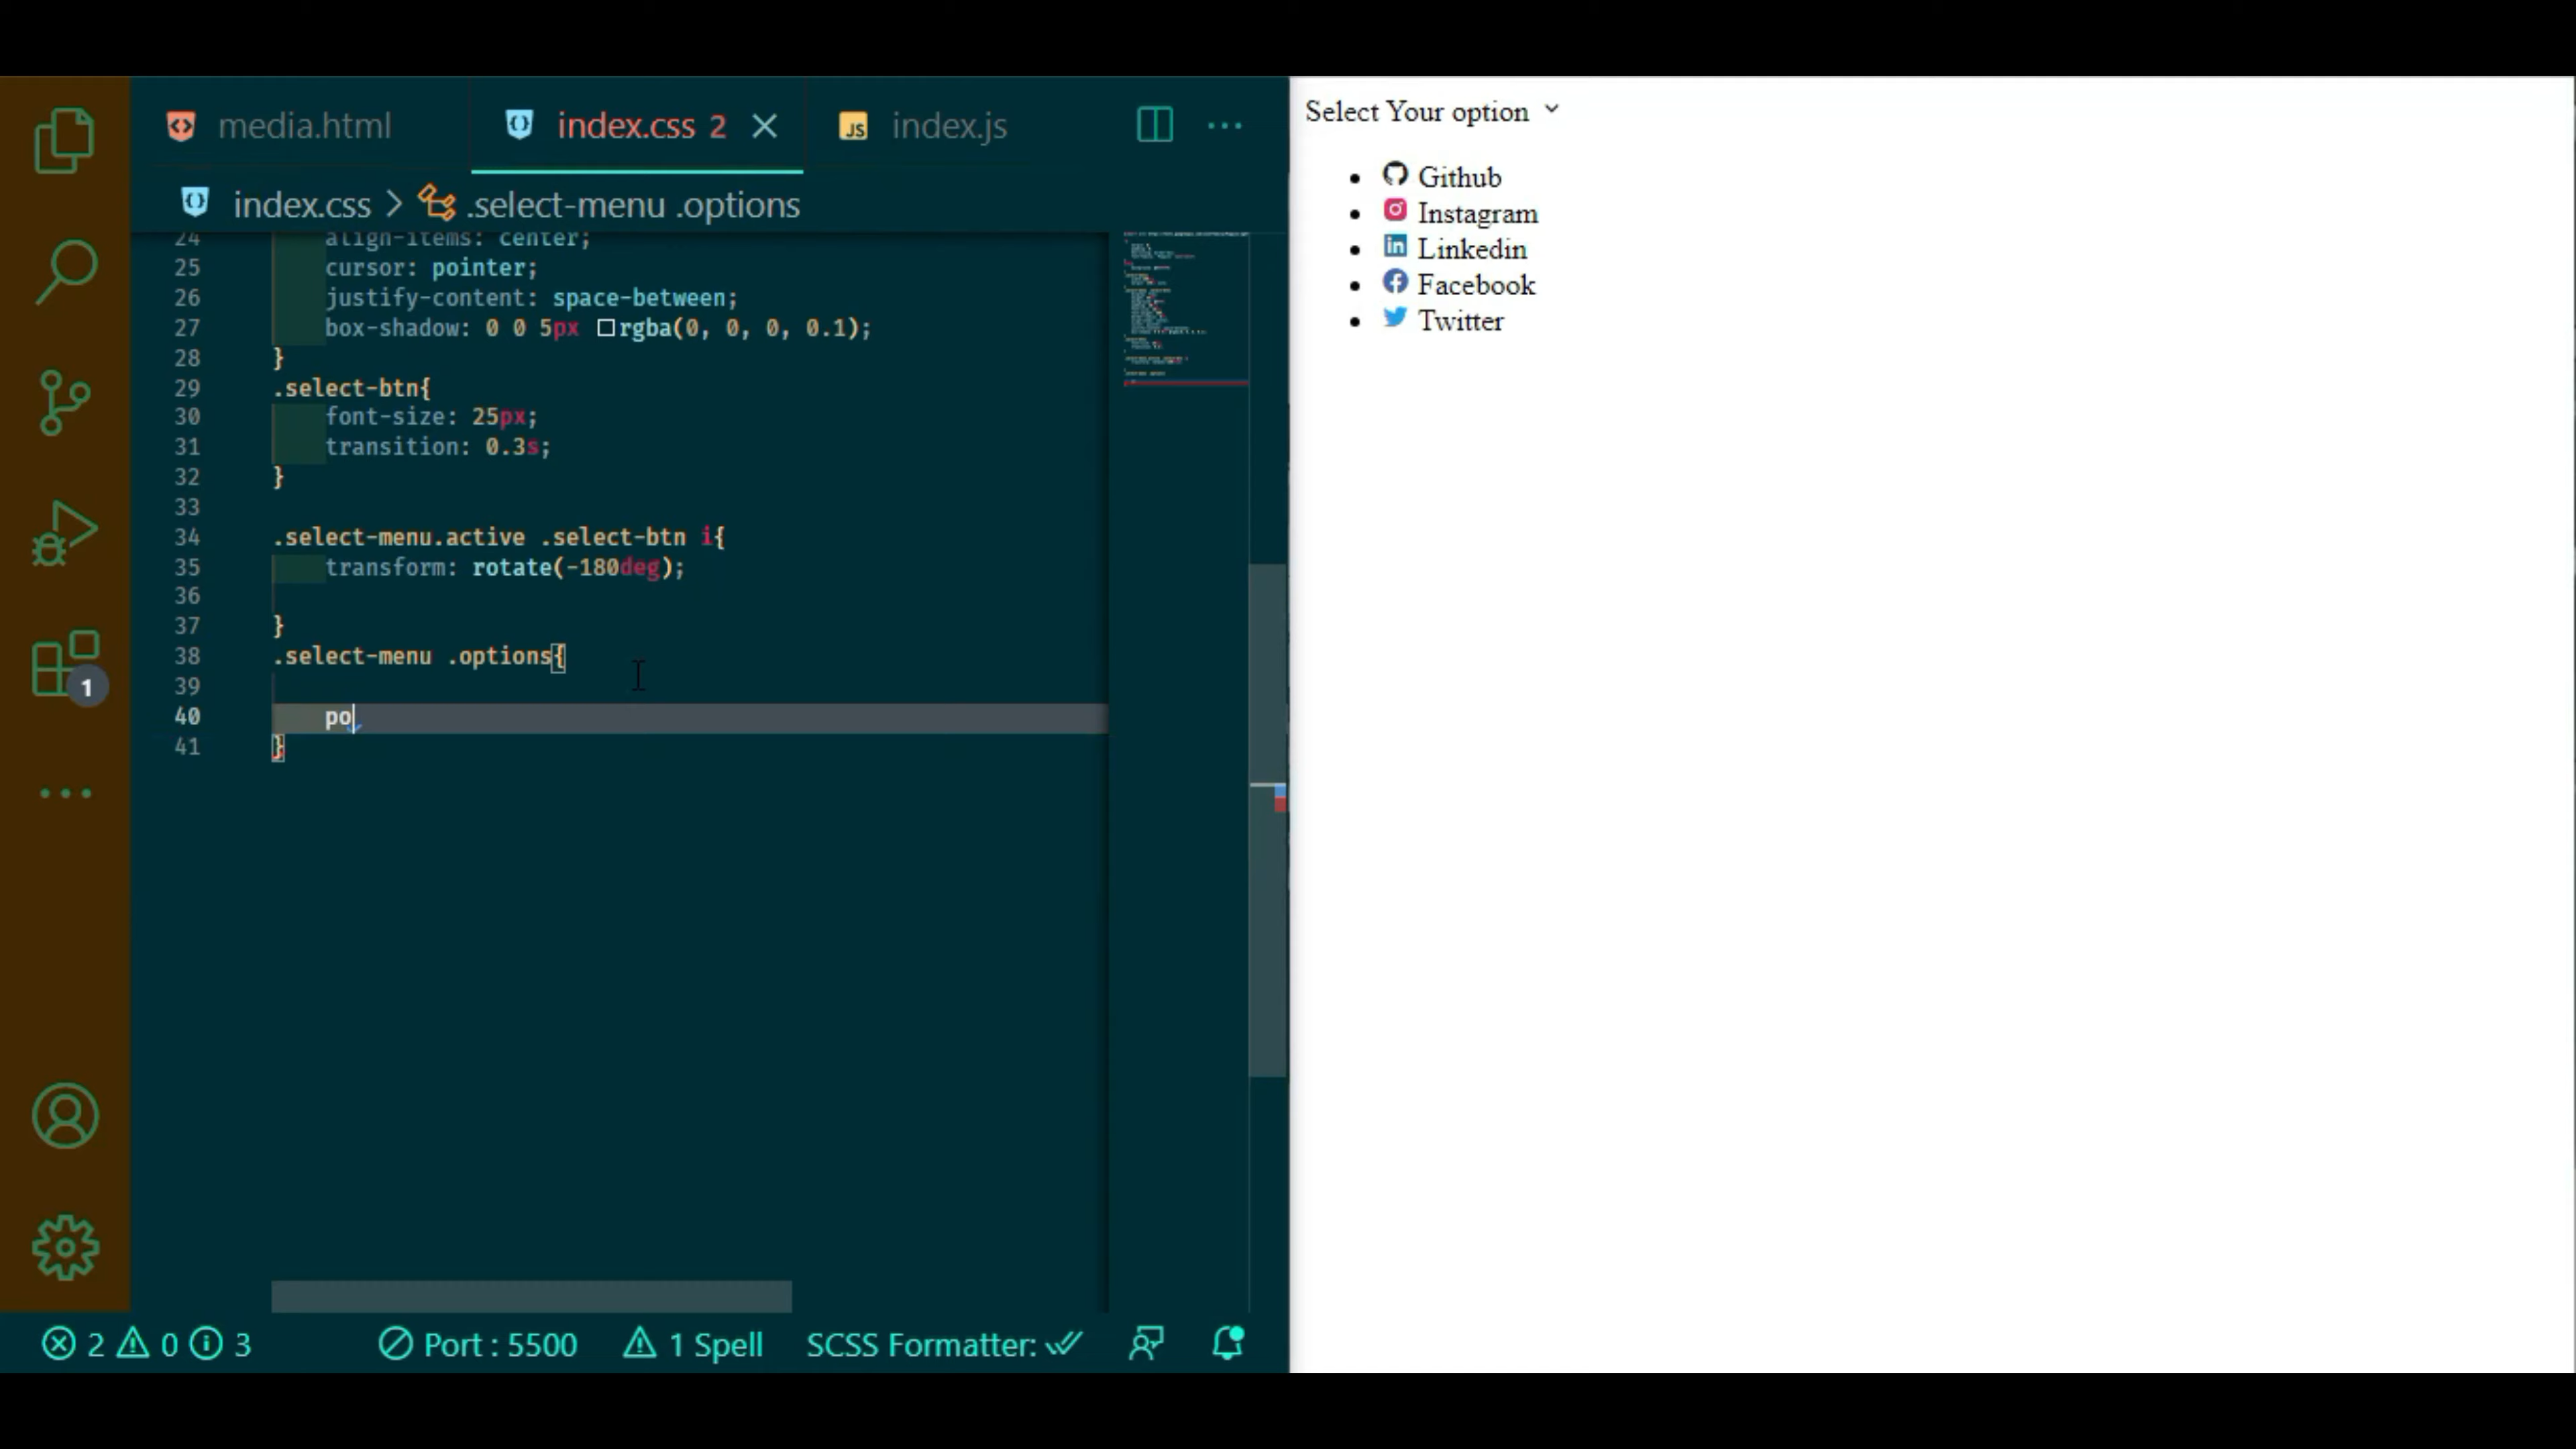 media.html
index.css 2
index.js
index.css > .select-menu .options
24 align-items: center;
25 cursor: pointer;
26 justify-content: space-between;
27 box-shadow: 0 0 5px rgba(0, 0, 0, 0.1);
28 }
29 .select-btn{
30 font-size: 25px;
31 transition: 0.3s;
32 }
33
34 .select-menu.active .select-btn i{
35 transform: rotate(-180deg);
36
37 }
38 .select-menu .options{
39
40 po
41 }
1
2 0 3 Port : 5500 1 Spell SCSS Formatter:
Select Your option
Github
Instagram
Linkedin
Facebook
Twitter